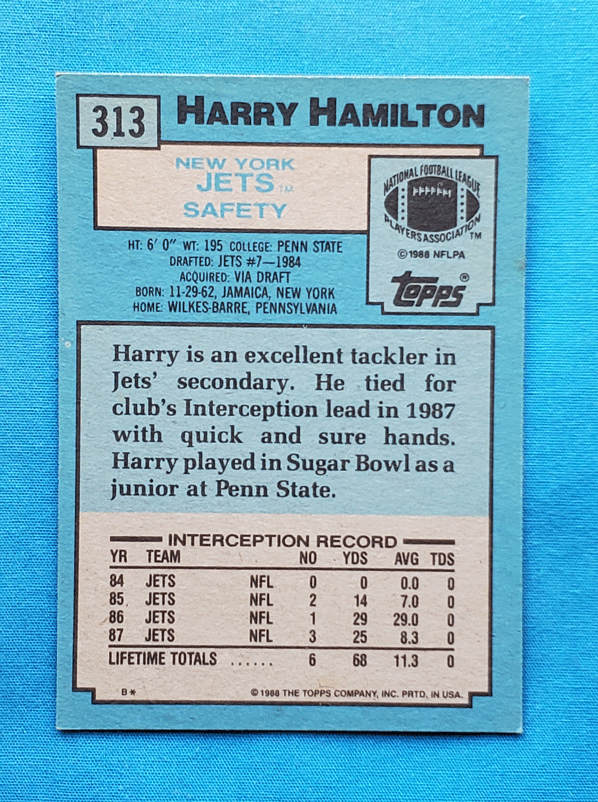 313
HARRY HAMILTON
NEW YORK
JETS TM
SAFETY
NATIONAL FOOTBALL LEAGUE
PLAYERS ASSOCIATION TM
© 1988 NFLPA
TOPPS ®
HT: 6' 0" WT: 195 COLLEGE: PENN STATE
DRAFTED: JETS #7—1984
ACQUIRED: VIA DRAFT
BORN: 11-29-62, JAMAICA, NEW YORK
HOME: WILKES-BARRE, PENNSYLVANIA
Harry is an excellent tackler in
Jets' secondary. He tied for
club's Interception lead in 1987
with quick and sure hands.
Harry played in Sugar Bowl as a
junior at Penn State.
INTERCEPTION RECORD
YR TEAM NO YDS AVG TDS
84 JETS NFL 0 0 0.0 0
85 JETS NFL 2 14 7.0 0
86 JETS NFL 1 29 29.0 0
87 JETS NFL 3 25 8.3 0
LIFETIME TOTALS ...... 6 68 11.3 0
B* © 1988 THE TOPPS COMPANY, INC. PRTD. IN USA.